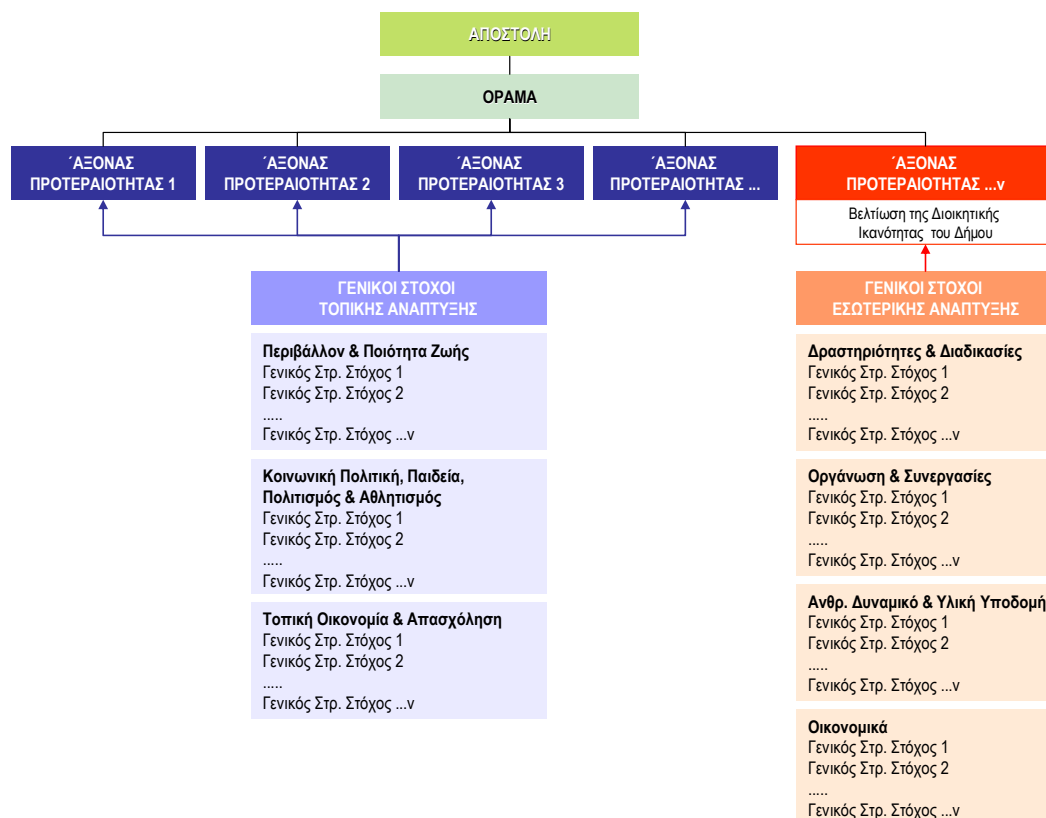 ΑΠΟΣΤΟΛΗ
ΟΡΑΜΑ
΄ΑΞΟΝΑΣ
ΠΡΟΤΕΡΑΙΟΤΗΤΑΣ 1
΄ΑΞΟΝΑΣ
ΠΡΟΤΕΡΑΙΟΤΗΤΑΣ 2
΄ΑΞΟΝΑΣ
ΠΡΟΤΕΡΑΙΟΤΗΤΑΣ 3
΄ΑΞΟΝΑΣ
ΠΡΟΤΕΡΑΙΟΤΗΤΑΣ ...
΄ΑΞΟΝΑΣ
ΠΡΟΤΕΡΑΙΟΤΗΤΑΣ ...ν
Βελτίωση της Διοικητικής
Ικανότητας του Δήμου
ΓΕΝΙΚΟΙ ΣΤΟΧΟΙ
ΤΟΠΙΚΗΣ ΑΝΑΠΤΥΞΗΣ
Περιβάλλον & Ποιότητα Ζωής
Γενικός Στρ. Στόχος 1
Γενικός Στρ. Στόχος 2
.....
Γενικός Στρ. Στόχος ...ν
Κοινωνική Πολιτική, Παιδεία,
Πολιτισμός & Αθλητισμός
Γενικός Στρ. Στόχος 1
Γενικός Στρ. Στόχος 2
.....
Γενικός Στρ. Στόχος ...ν
Τοπική Οικονομία & Απασχόληση
Γενικός Στρ. Στόχος 1
Γενικός Στρ. Στόχος 2
.....
Γενικός Στρ. Στόχος ...ν
ΓΕΝΙΚΟΙ ΣΤΟΧΟΙ
ΕΣΩΤΕΡΙΚΗΣ ΑΝΑΠΤΥΞΗΣ
Δραστηριότητες & Διαδικασίες
Γενικός Στρ. Στόχος 1
Γενικός Στρ. Στόχος 2
.....
Γενικός Στρ. Στόχος ...ν
Οργάνωση & Συνεργασίες
Γενικός Στρ. Στόχος 1
Γενικός Στρ. Στόχος 2
.....
Γενικός Στρ. Στόχος ...ν
Ανθρ. Δυναμικό & Υλική Υποδομή
Γενικός Στρ. Στόχος 1
Γενικός Στρ. Στόχος 2
.....
Γενικός Στρ. Στόχος ...ν
Οικονομικά
Γενικός Στρ. Στόχος 1
Γενικός Στρ. Στόχος 2
.....
Γενικός Στρ. Στόχος ...ν